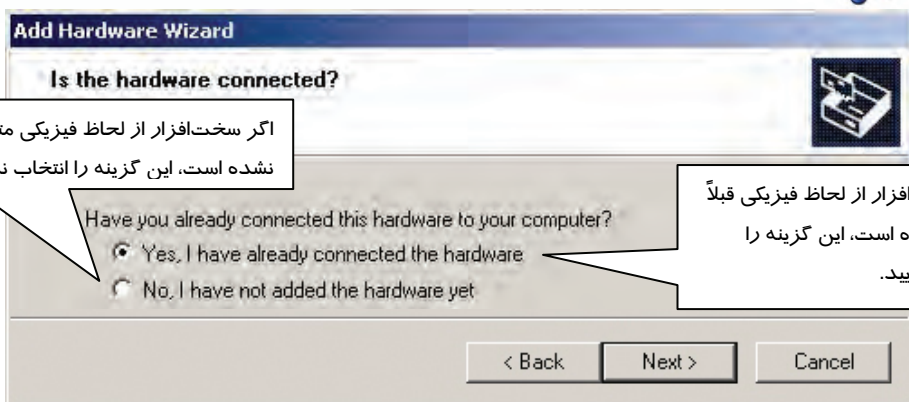 Add Hardware Wizard
Is the hardware connected?
اگر سخت‌افزار از لحاظ فیزیکی
نشده است، این گزینه را انتخاب
افزار از لحاظ فیزیکی قبلاً
است، این گزینه را
Have you already connected this hardware to your computer?
Yes, I have already connected the hardware
No, I have not added the hardware yet
< Back Next > Cancel